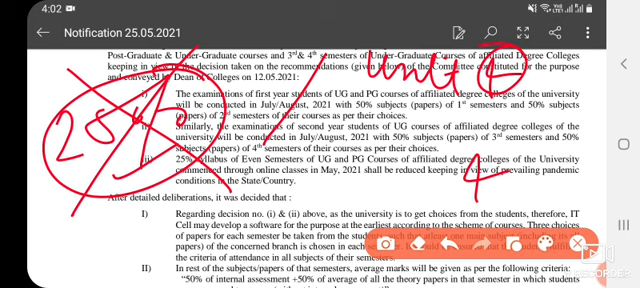 4:02
Notification 25.05.2021
Post-Graduate & Under-Graduate courses and 3rd & 4th semesters of Under-Graduate Courses of affiliated Degree Colleges
keeping in view of the decision taken on the recommendations (given below) of the Committee constituted for the purpose
and conveyed by Dean of Colleges on 12.05.2021:
Unit
i) The examinations of first year students of UG and PG courses of affiliated degree colleges of the university
will be conducted in July/August, 2021 with 50% subjects (papers) of 1st semesters and 50% subjects
(papers) of 2nd semesters of their courses as per their choices.
25%
ii) Similarly, the examinations of second year students of UG courses of affiliated degree colleges of the
university will be conducted in July/August, 2021 with 50% subjects (papers) of 3rd semesters and 50%
subjects (papers) of 4th semesters of their courses as per their choices.
iii) 25% syllabus of Even Semesters of UG and PG Courses of affiliated degree colleges of the University
commenced through online classes in May, 2021 shall be reduced keeping in view of prevailing pandemic
conditions in the State/Country.
4
After detailed deliberations, it was decided that :
I) Regarding decision no. (i) & (ii) above, as the university is to get choices from the students, therefore, IT
Cell may develop a software for the purpose at the earliest according to the scheme of courses. Three choices
of papers for each semester be taken from the students
papers) of the concerned branch is chosen in each
the criteria of attendance in all subjects of their semesters.
II) In rest of the subjects/papers of that semesters, average marks will be given as per the following criteria:
"50% of internal assessment +50% of average of all the theory papers in that semester in which students
RECORDER